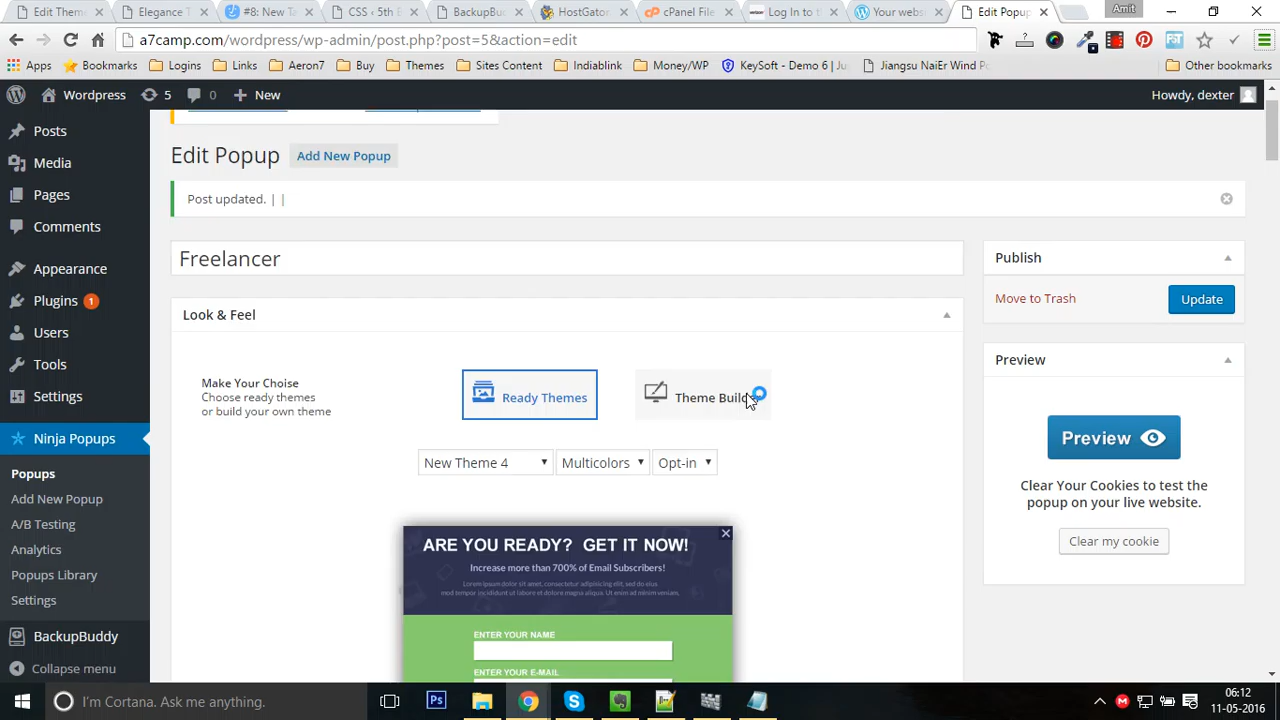 Edit Them
Elegance T
#8: New Ta
CSS ‹ 5th E
BackupBud
HostGator
cPanel File
Log In to th
Your webs
Edit Popup
Amit
a7camp.com/wordpress/wp-admin/post.php?post=5&action=edit
Apps
Bookmarks
Logins
Links
Aeron7
Buy
Themes
Sites Content
Indiablink
Money/WP
KeySoft - Demo 6 | J
Jiangsu NaiEr Wind Po
Other bookmarks
Wordpress
5
0
New
Howdy, dexter
Posts
Media
Pages
Comments
Appearance
Plugins 1
Users
Tools
Settings
Ninja Popups
Popups
Add New Popup
A/B Testing
Analytics
Popups Library
Settings
BackupBuddy
Collapse menu
Edit Popup
Add New Popup
Post updated. | |
Freelancer
Look & Feel
Make Your Choise
Choose ready themes
or build your own theme
Ready Themes
Theme Build
New Theme 4
Multicolors
Opt-in
ARE YOU READY? GET IT NOW!
Increase more than 700% of Email Subscribers!
Lorem ipsum dolor sit amet, consectetur adipisicing elit, sed do eius
mod tempor incididunt ut labore et dolore magna aliqua. Ut enim ad minim veniam.
ENTER YOUR NAME
ENTER YOUR E-MAIL
Publish
Move to Trash
Update
Preview
Preview
Clear Your Cookies to test the
popup on your live website.
Clear my cookie
I'm Cortana. Ask me anything.
06:12
11-05-2016